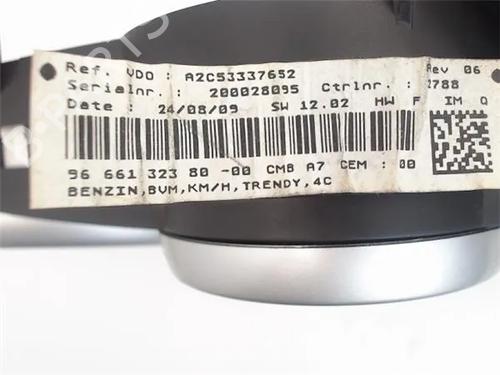 Ref. VDO : A2C53337652 Rev 06
Serialnr. : 200028095 Ctrlnr. : 2788
Date : 24/08/09 SW 12.02 HW F IM Q
96 661 323 80 -00 CMB A7 CEM : 00
BENZIN,BVM,KM/H,TRENDY,4C